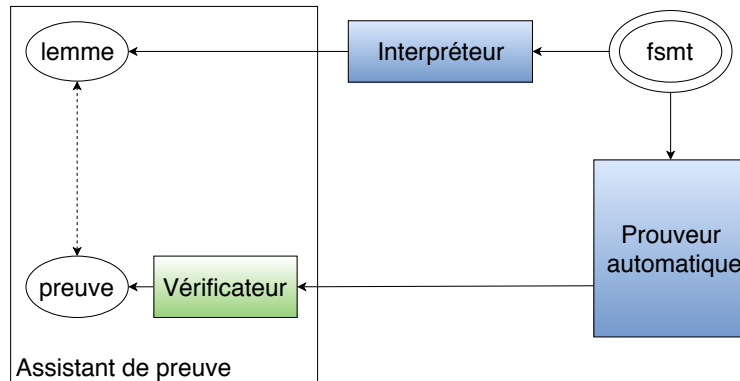 lemme
Interpréteur
fsmt
Prouveur
automatique
preuve
Vérificateur
Assistant de preuve